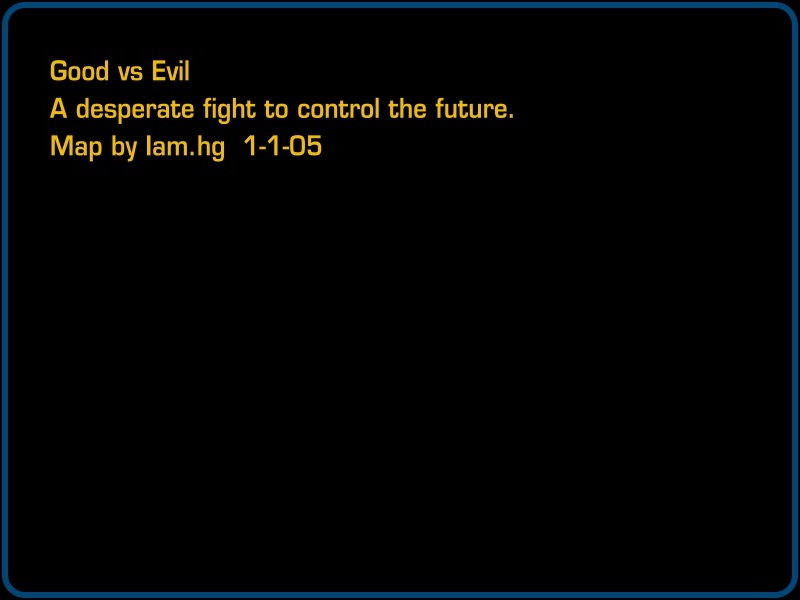 Good vs Evil
A desperate fight to control the future.
Map by Iam.hg  1-1-05